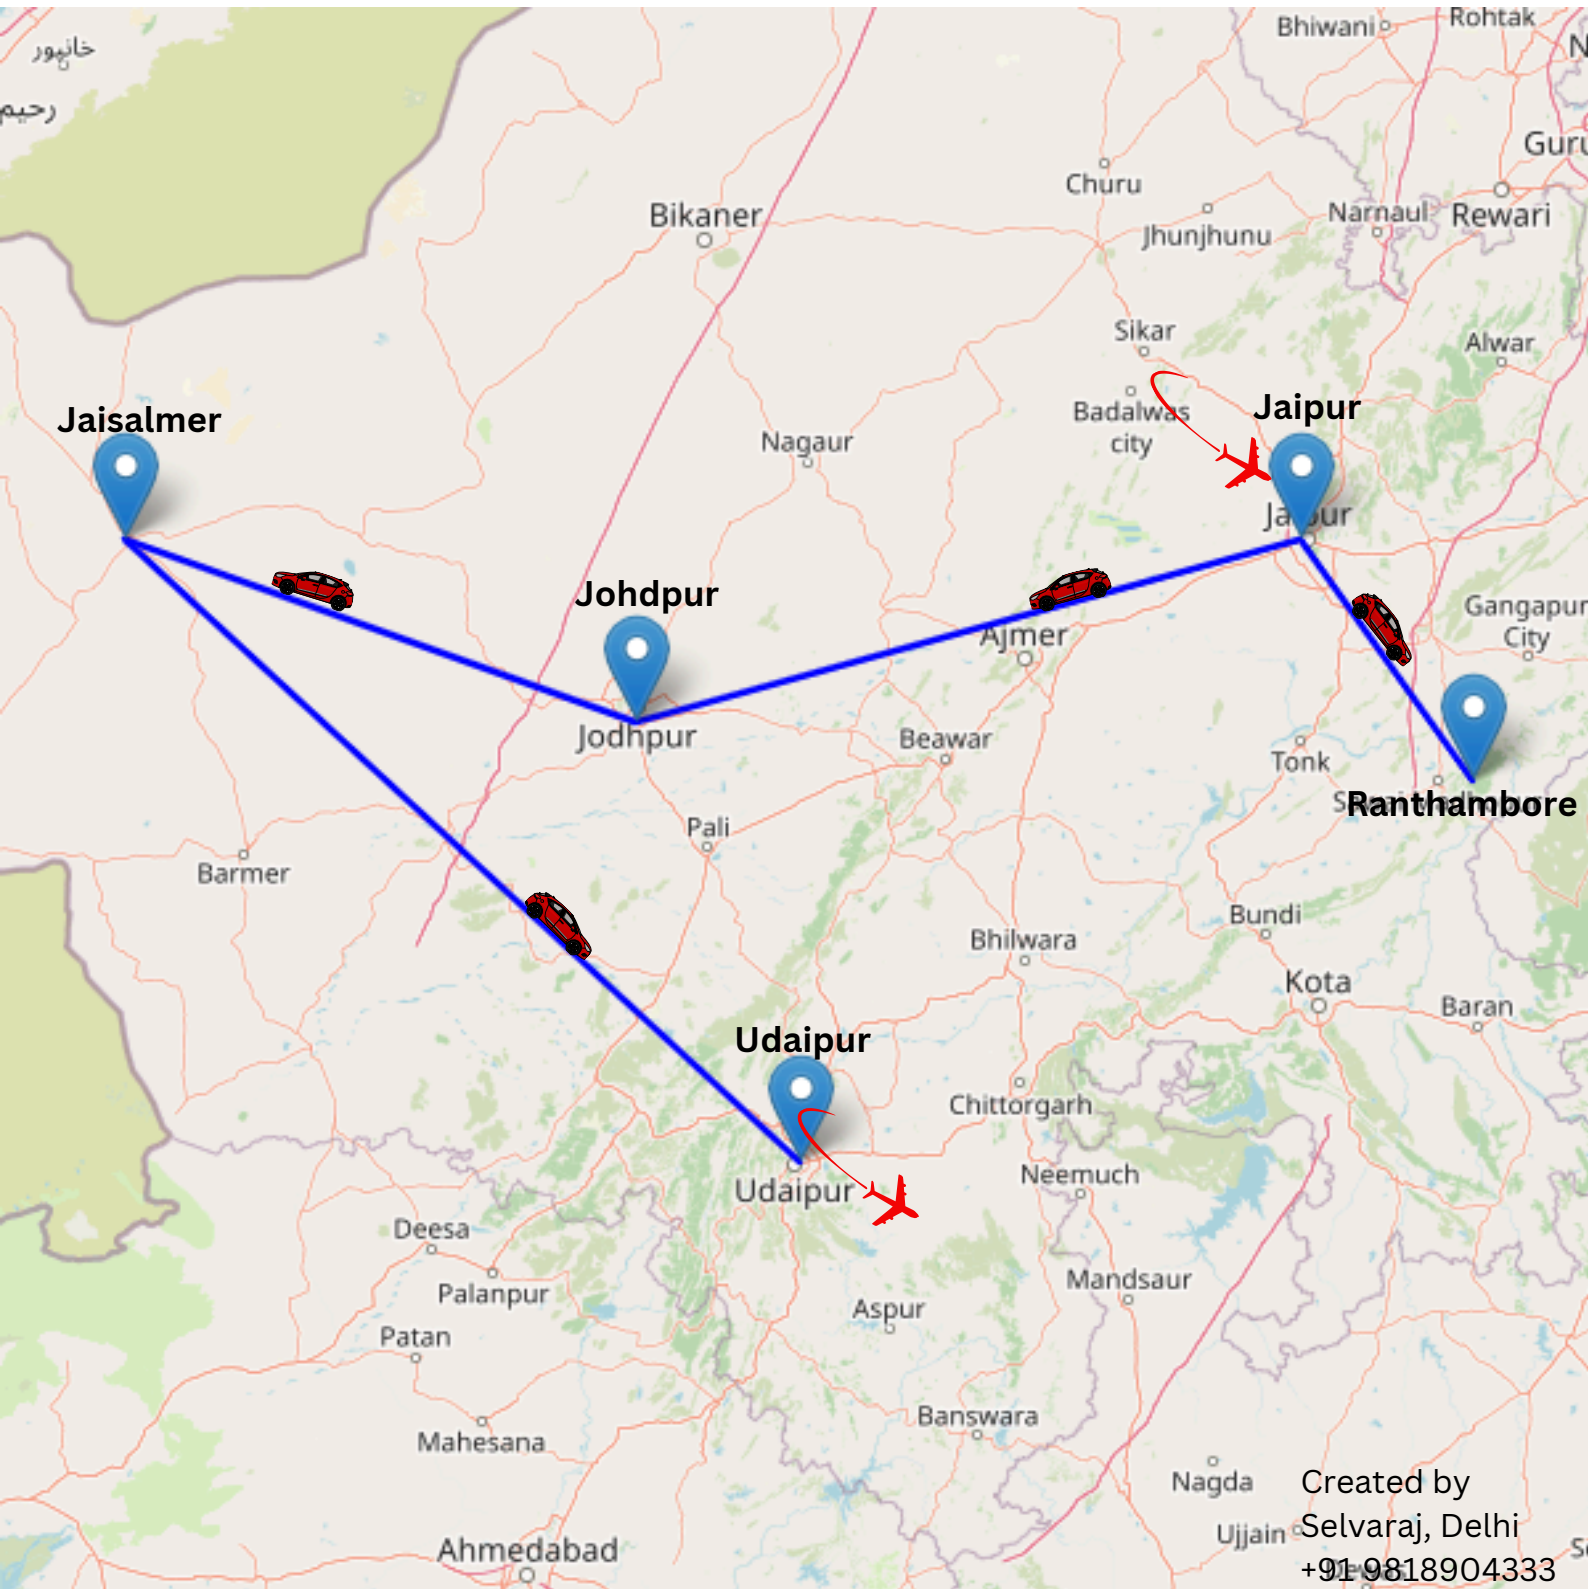 خانپور
رحیم
Bhiwani
Rohtak
Guru
Churu
Jhunjhunu
Narnaul
Rewari
Bikaner
Sikar
Alwar
Badalwas
city
Jaipur
Jaisalmer
Nagaur
Jaipur
Johdpur
Gangapur
City
Ajmer
Jodhpur
Beawar
Tonk
Ranthambore
Pali
Barmer
Bundi
Bhilwara
Kota
Baran
Udaipur
Chittorgarh
Neemuch
Udaipur
Deesa
Palanpur
Mandsaur
Aspur
Patan
Banswara
Mahesana
Nagda
Ujjain
Ahmedabad
Created by
Selvaraj, Delhi
+91 9818904333